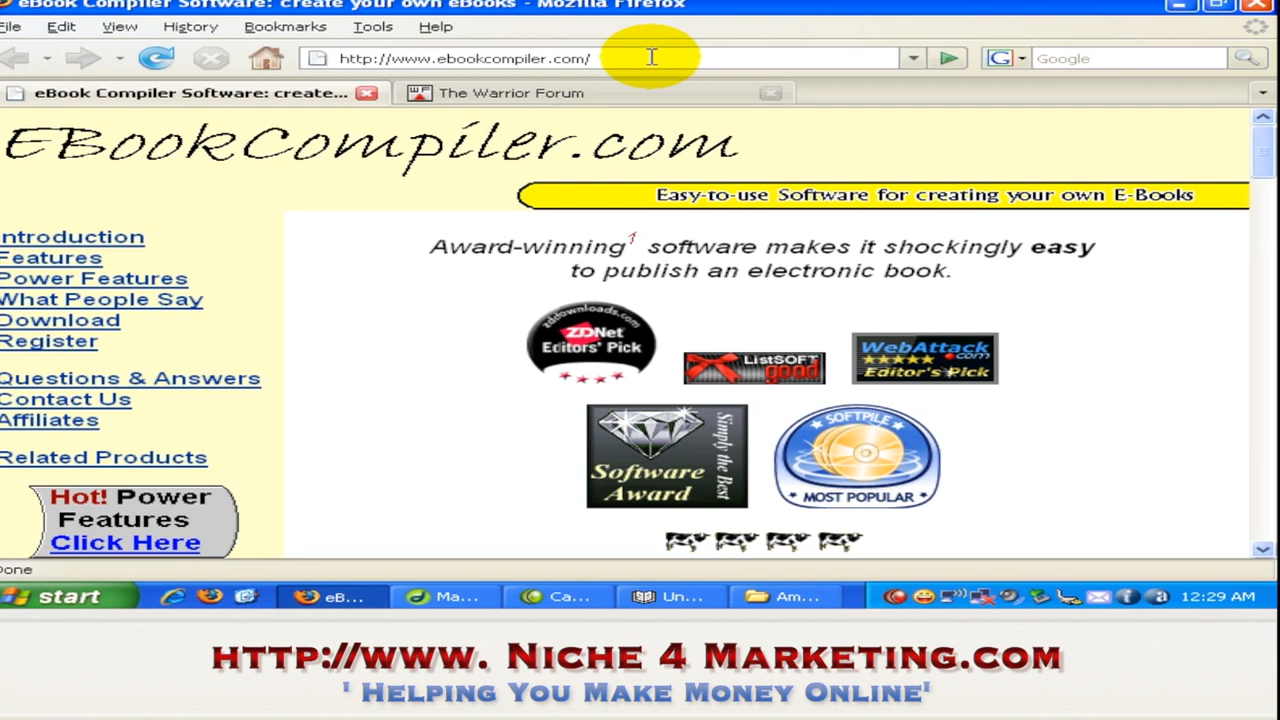 eBook Compiler Software: create your own eBooks - Mozilla Firefox
File Edit View History Bookmarks Tools Help
http://www.ebookcompiler.com/
G Google
eBook Compiler Software: create...
The Warrior Forum
EBookCompiler.com
Easy-to-use Software for creating your own E-Books
Introduction
Features
Power Features
What People Say
Download
Register
Questions & Answers
Contact Us
Affiliates
Related Products
Hot! Power
Features
Click Here
Award-winning1 software makes it shockingly easy
to publish an electronic book.
zddownloads.com
ZDNet
Editors' Pick
ListSOFT
good
WebAttack
.com
Editor's Pick
Software
Award
Simply the Best
SOFTPILE
MOST POPULAR
Done
start
eB...
Ma...
Ca...
Un...
Am...
12:29 AM
http://www. Niche 4 Marketing.com
' Helping You Make Money Online'